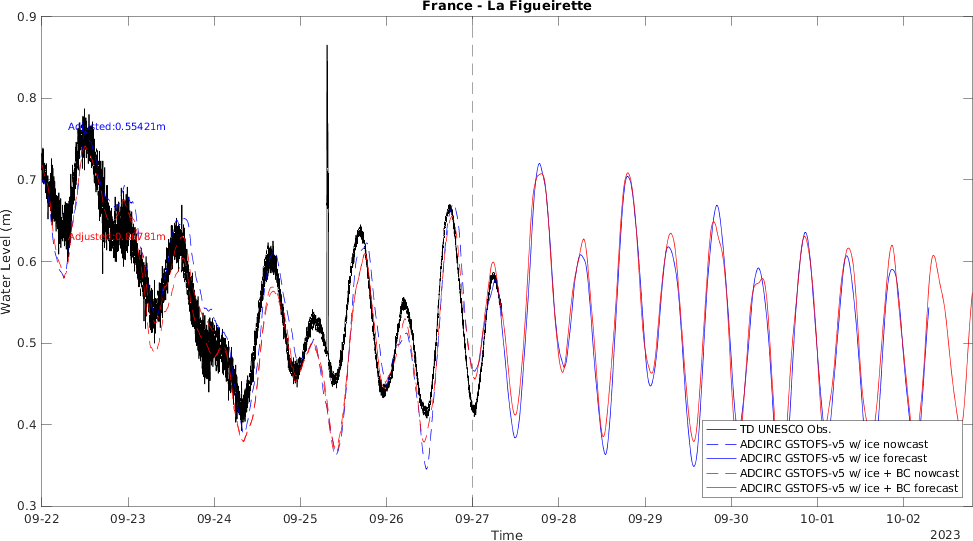 France - La Figueirette
0.9
0.8
0.7
0.6
0.5
0.4
0.3
Water Level (m)
Adjusted:0.55421m
TD UNESCO Obs.
ADCIRC GSTOFS-v5 w/ ice nowcast
ADCIRC GSTOFS-v5 w/ ice forecast
ADCIRC GSTOFS-v5 w/ ice + BC nowcast
ADCIRC GSTOFS-v5 w/ ice + BC forecast
09-22 09-23 09-24 09-25 09-26 09-27 09-28 09-29 09-30 10-01 10-02
Time
2023